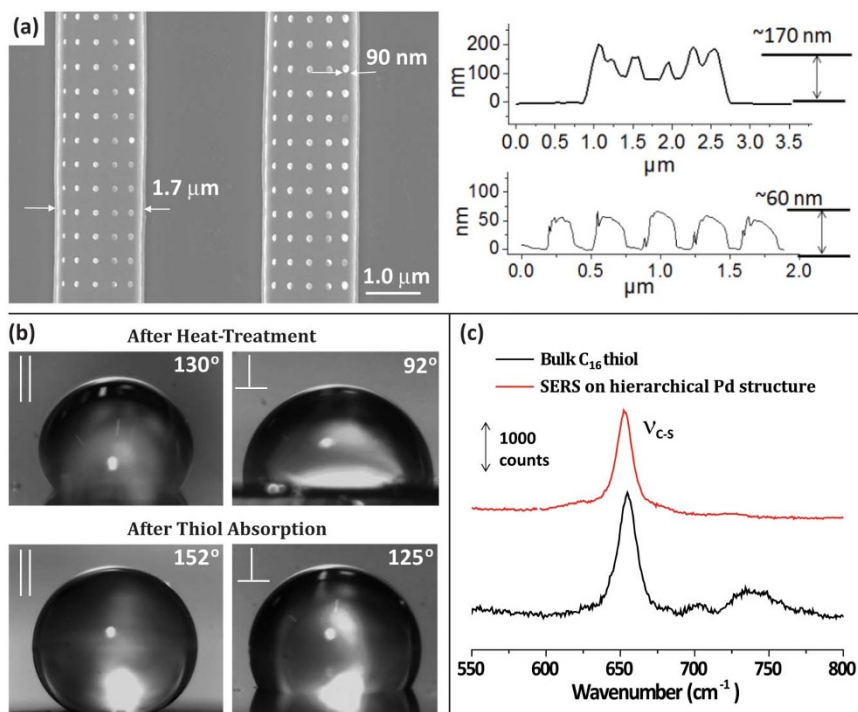 (a)
90 nm
1.7 μm
1.0 μm
200
100
0
nm
~170 nm
0.0 0.5 1.0 1.5 2.0 2.5 3.0 3.5
μm
100
50
0
nm
~60 nm
0.0 0.5 1.0 1.5 2.0
μm
(b)
After Heat-Treatment
130°
92°
After Thiol Absorption
152°
125°
(c)
Bulk C₁₆ thiol
SERS on hierarchical Pd structure
1000
counts
ν_C-S
550 600 650 700 750 800
Wavenumber (cm⁻¹)